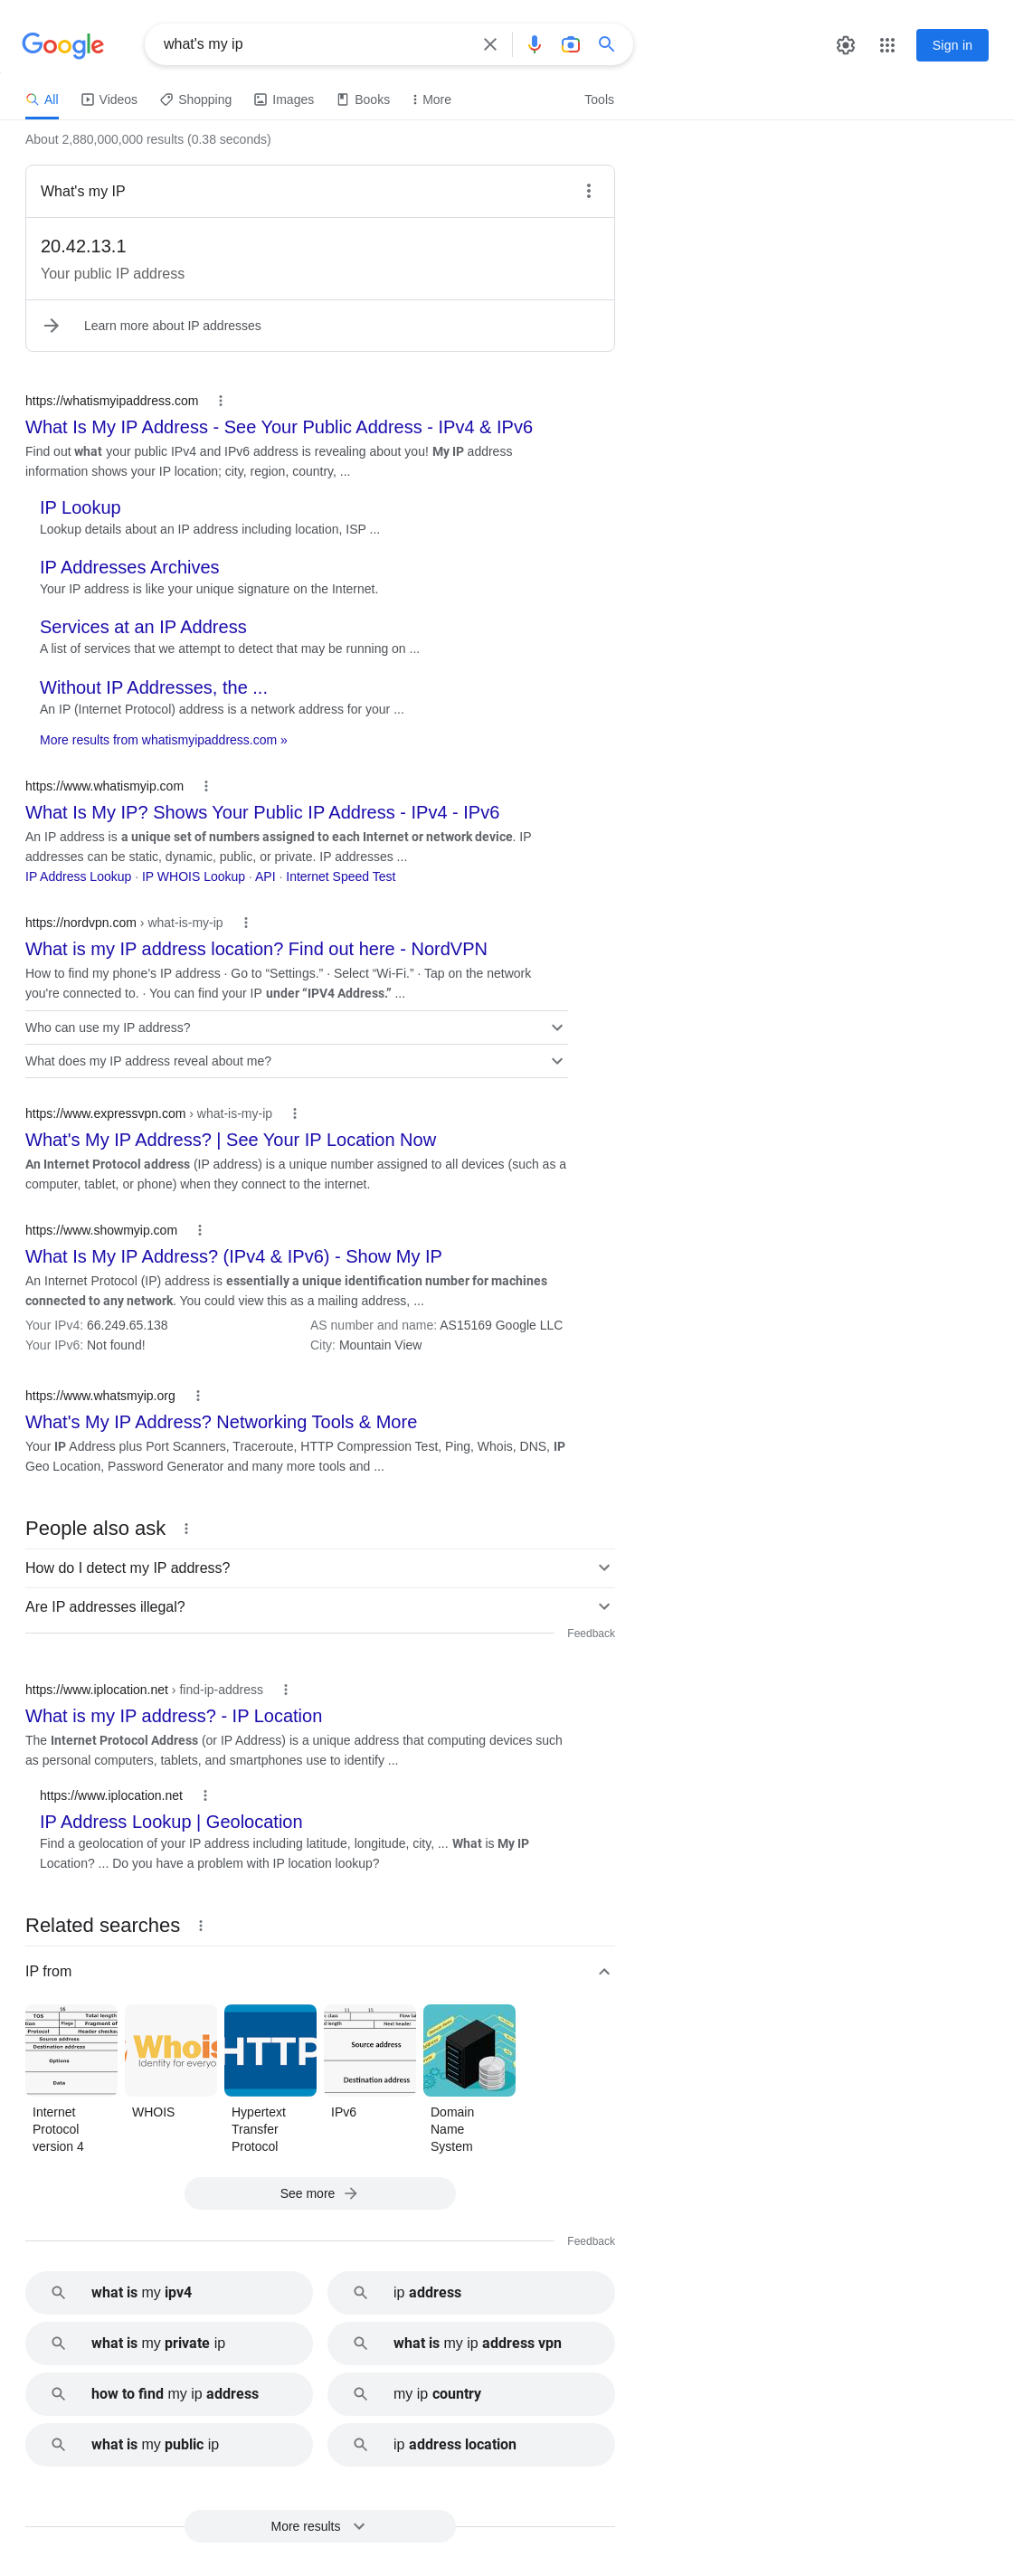 Google
what's my ip
Sign in
All
Videos
Shopping
Images
Books
More
Tools
About 2,880,000,000 results (0.38 seconds)
What's my IP
20.42.13.1
Your public IP address
Learn more about IP addresses
https://whatismyipaddress.com
What Is My IP Address - See Your Public Address - IPv4 & IPv6
Find out what your public IPv4 and IPv6 address is revealing about you! My IP address
information shows your IP location; city, region, country, ...
IP Lookup
Lookup details about an IP address including location, ISP ...
IP Addresses Archives
Your IP address is like your unique signature on the Internet.
Services at an IP Address
A list of services that we attempt to detect that may be running on ...
Without IP Addresses, the ...
An IP (Internet Protocol) address is a network address for your ...
More results from whatismyipaddress.com »
https://www.whatismyip.com
What Is My IP? Shows Your Public IP Address - IPv4 - IPv6
An IP address is a unique set of numbers assigned to each Internet or network device. IP
addresses can be static, dynamic, public, or private. IP addresses ...
IP Address Lookup · IP WHOIS Lookup · API · Internet Speed Test
https://nordvpn.com › what-is-my-ip
What is my IP address location? Find out here - NordVPN
How to find my phone's IP address · Go to “Settings.” · Select “Wi-Fi.” · Tap on the network
you're connected to. · You can find your IP under “IPV4 Address.” ...
Who can use my IP address?
What does my IP address reveal about me?
https://www.expressvpn.com › what-is-my-ip
What's My IP Address? | See Your IP Location Now
An Internet Protocol address (IP address) is a unique number assigned to all devices (such as a
computer, tablet, or phone) when they connect to the internet.
https://www.showmyip.com
What Is My IP Address? (IPv4 & IPv6) - Show My IP
An Internet Protocol (IP) address is essentially a unique identification number for machines
connected to any network. You could view this as a mailing address, ...
Your IPv4: 66.249.65.138
AS number and name: AS15169 Google LLC
Your IPv6: Not found!
City: Mountain View
https://www.whatsmyip.org
What's My IP Address? Networking Tools & More
Your IP Address plus Port Scanners, Traceroute, HTTP Compression Test, Ping, Whois, DNS, IP
Geo Location, Password Generator and many more tools and ...
People also ask
How do I detect my IP address?
Are IP addresses illegal?
Feedback
https://www.iplocation.net › find-ip-address
What is my IP address? - IP Location
The Internet Protocol Address (or IP Address) is a unique address that computing devices such
as personal computers, tablets, and smartphones use to identify ...
https://www.iplocation.net
IP Address Lookup | Geolocation
Find a geolocation of your IP address including latitude, longitude, city, ... What is My IP
Location? ... Do you have a problem with IP location lookup?
Related searches
IP from
16
TOS Total length
Flags Fragment of
Protocol Header checksu
Source address
Destination address
Options
Data
Whois
Identity for everyo
HTTP
11 15
class Flow la
length Next header
Source address
Destination address
Internet
Protocol
version 4
WHOIS
Hypertext
Transfer
Protocol
IPv6
Domain
Name
System
See more
Feedback
what is my ipv4
ip address
what is my private ip
what is my ip address vpn
how to find my ip address
my ip country
what is my public ip
ip address location
More results